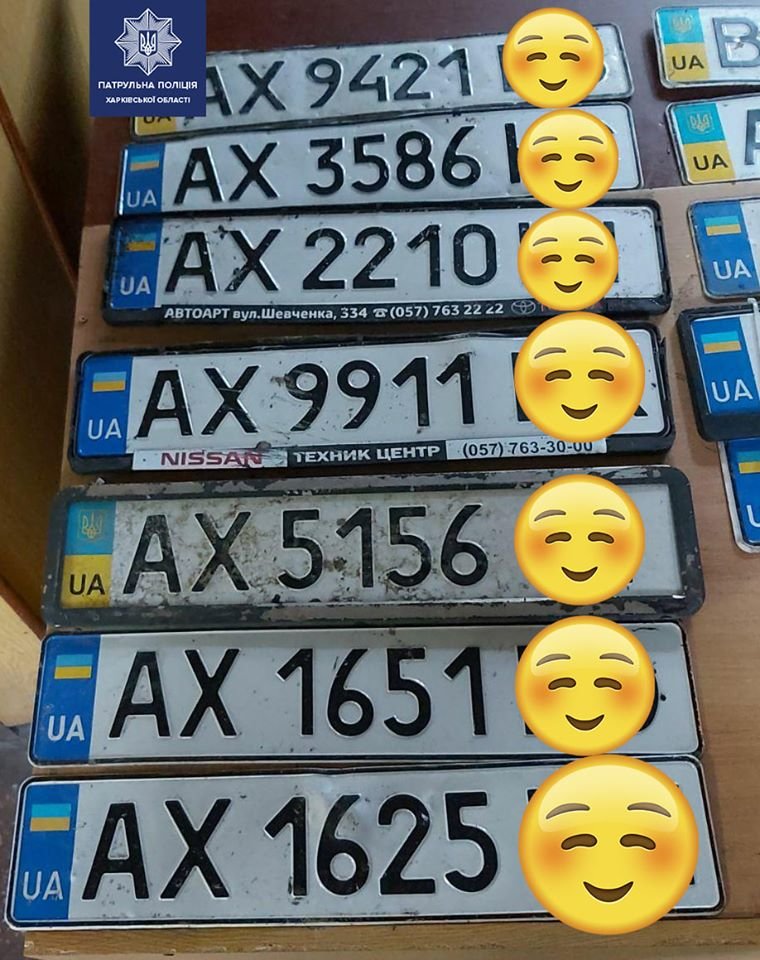 ПАТРУЛЬНА ПОЛІЦІЯ
ХАРКІВСЬКОЇ ОБЛАСТІ
UA AX 9421
UA AX 3586
UA AX 2210
АВТОАРТ вул.Шевченка, 334 ☎(057) 763 22 22
UA AX 9911
NISSAN ТЕХНИК ЦЕНТР (057) 763-30-00
UA AX 5156
UA AX 1651
UA AX 1625
UA B
UA
UA
UA